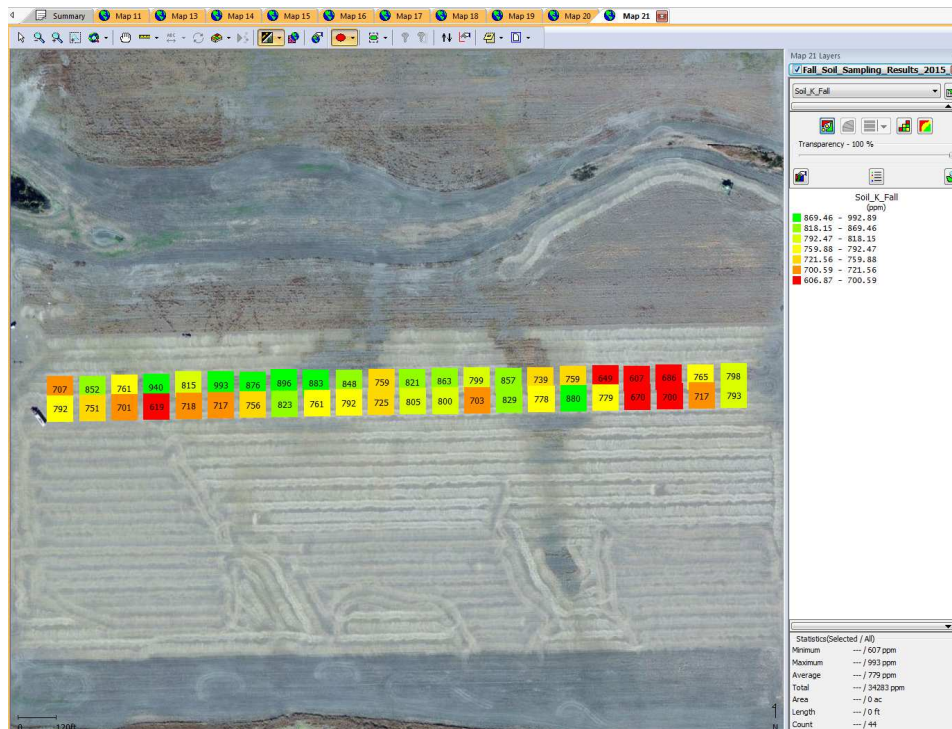 Summary Map 11 Map 13 Map 14 Map 15 Map 16 Map 17 Map 18 Map 19 Map 20 Map 21
Map 21 Layers
Fall_Soil_Sampling_Results_2015_
Soil_K_Fall
Transparency - 100 %
Soil_K_Fall
(ppm)
869.46 - 992.89
818.15 - 869.46
792.47 - 818.15
759.88 - 792.47
721.56 - 759.88
700.59 - 721.56
606.87 - 700.59
707 852 761 940 815 993 876 896 883 848 759 821 863 799 857 739 759 649 607 686 765 798
792 751 701 619 718 717 756 823 761 792 725 805 800 703 829 778 880 779 670 700 717 793
Statistics(Selected / All)
Minimum --- / 607 ppm
Maximum --- / 993 ppm
Average --- / 779 ppm
Total --- / 34283 ppm
Area --- / 0 ac
Length --- / 0 ft
Count --- / 44
0 120ft
N